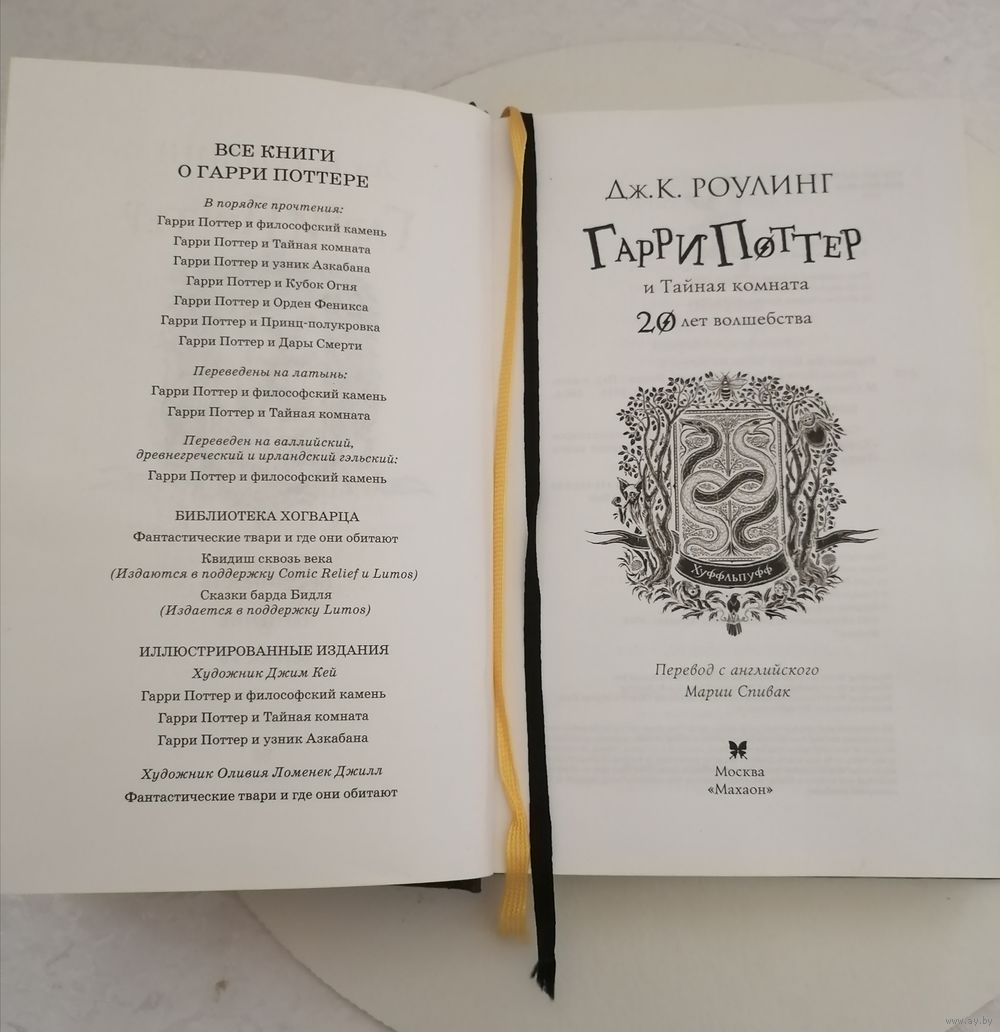 ВСЕ КНИГИ
О ГАРРИ ПОТТЕРЕ
В порядке прочтения:
Гарри Поттер и философский камень
Гарри Поттер и Тайная комната
Гарри Поттер и узник Азкабана
Гарри Поттер и Кубок Огня
Гарри Поттер и Орден Феникса
Гарри Поттер и Принц-полукровка
Гарри Поттер и Дары Смерти
Переведены на латынь:
Гарри Поттер и философский камень
Гарри Поттер и Тайная комната
Переведен на валлийский,
древнегреческий и ирландский гэльский:
Гарри Поттер и философский камень
БИБЛИОТЕКА ХОГВАРЦА
Фантастические твари и где они обитают
Квидиш сквозь века
(Издаются в поддержку Comic Relief и Lumos)
Сказки барда Бидля
(Издается в поддержку Lumos)
ИЛЛЮСТРИРОВАННЫЕ ИЗДАНИЯ
Художник Джим Кей
Гарри Поттер и философский камень
Гарри Поттер и Тайная комната
Гарри Поттер и узник Азкабана
Художник Оливия Ломенек Джилл
Фантастические твари и где они обитают
Дж.К. РОУЛИНГ
ГАРРИ ПОТТЕР
и Тайная комната
20 лет волшебства
Хуффльпуфф
Перевод с английского
Марии Спивак
Москва
«Махаон»
www.ay.by